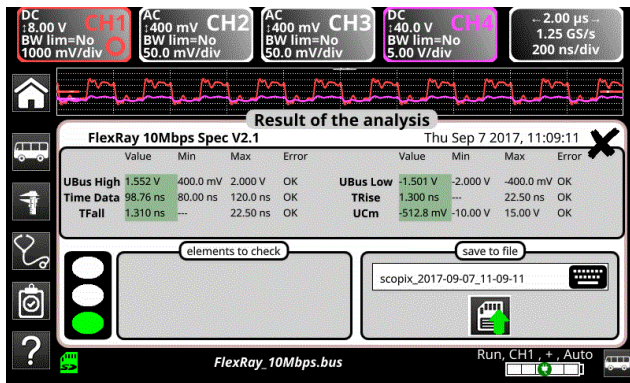 DC
↕8.00 V CH1
BW lim=No
1000 mV/div
AC
↕400 mV CH2
BW lim=No
50.0 mV/div
AC
↕400 mV CH3
BW lim=No
50.0 mV/div
DC
↕40.0 V CH4
BW lim=No
5.00 V/div
←2.00 µs→
1.25 GS/s
200 ns/div
Result of the analysis
FlexRay 10Mbps Spec V2.1 Thu Sep 7 2017, 11:09:11
Value Min Max Error Value Min Max Error
UBus High 1.552 V 400.0 mV 2.000 V OK UBus Low -1.501 V -2.000 V -400.0 mV OK
Time Data 98.76 ns 80.00 ns 120.0 ns OK TRise 1.300 ns --- 22.50 ns OK
TFall 1.310 ns --- 22.50 ns OK UCm -512.8 mV -10.00 V 15.00 V OK
elements to check
save to file
scopix_2017-09-07_11-09-11
?
FlexRay_10Mbps.bus
Run, CH1 , + , Auto